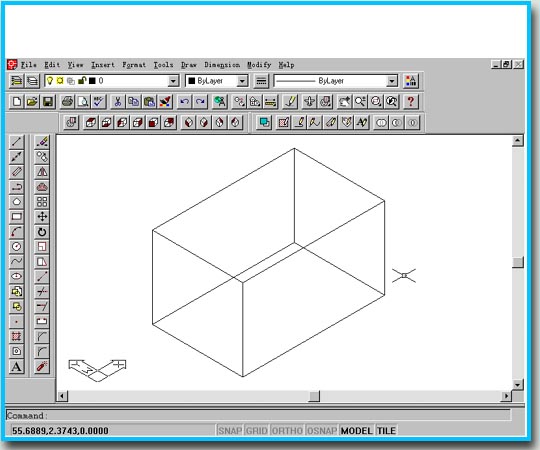 File Edit View Insert Format Tools Draw Dimension Modify Help
0 ByLayer ByLayer
A
Command:
55.6889,2.3743,0.0000 SNAP GRID ORTHO OSNAP MODEL TILE